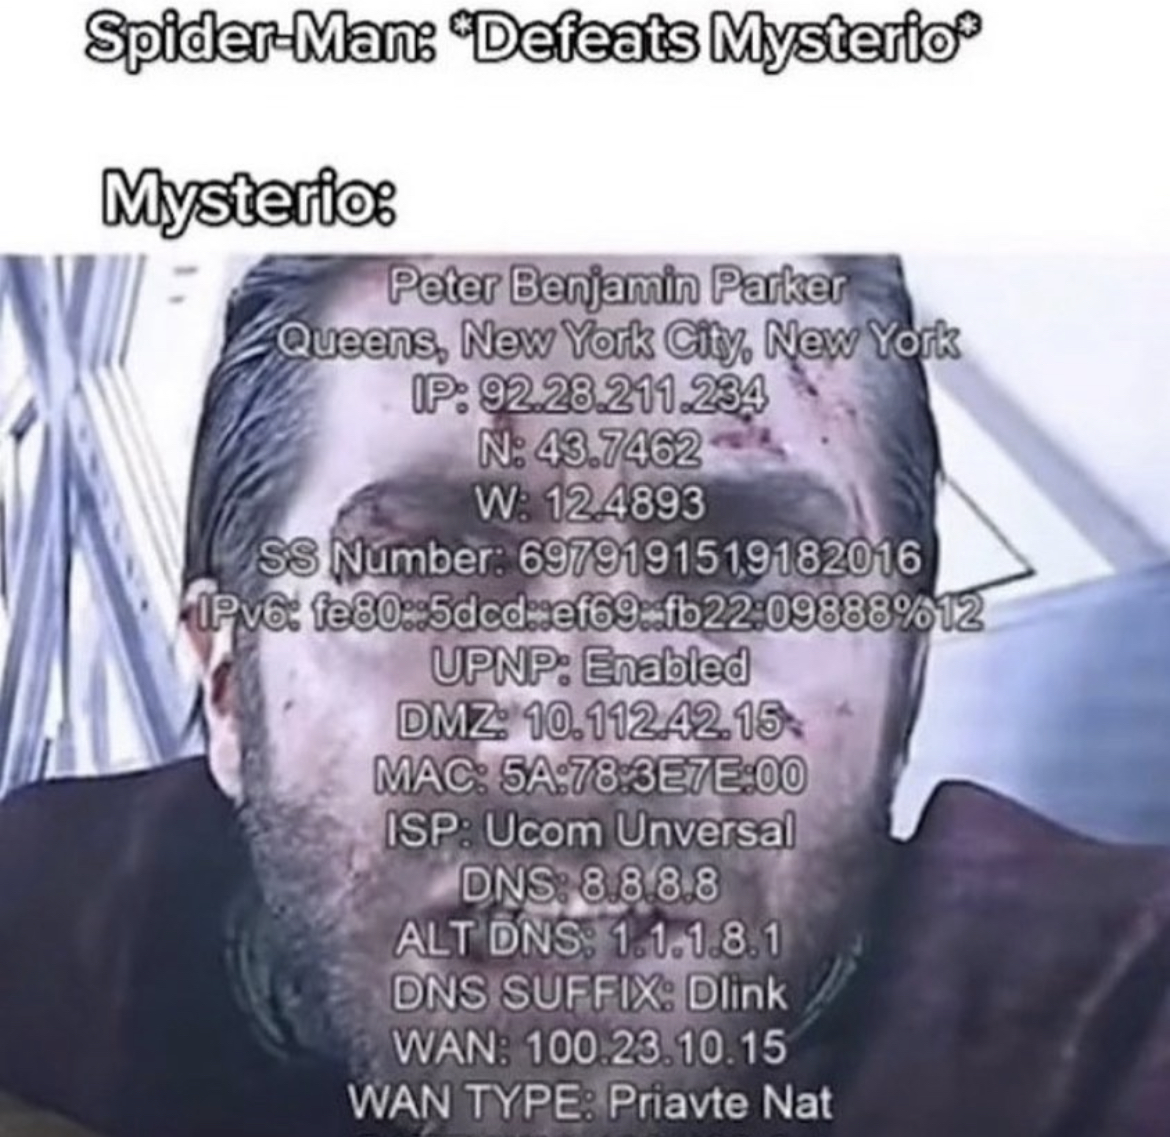 Spider-Man: *Defeats Mysterio*
Mysterio:
Peter Benjamin Parker
Queens, New York City, New York
IP: 92.28.211.234
N: 43.7462
W: 12.4893
SS Number: 6979191519182016
IPv6: fe80::5dcd::ef69::fb22:09888%12
UPNP: Enabled
DMZ: 10.112.42.15
MAC: 5A:78:3E7E:00
ISP: Ucom Unversal
DNS: 8.8.8.8
ALT DNS: 1.1.1.8.1
DNS SUFFIX: Dlink
WAN: 100.23.10.15
WAN TYPE: Priavte Nat